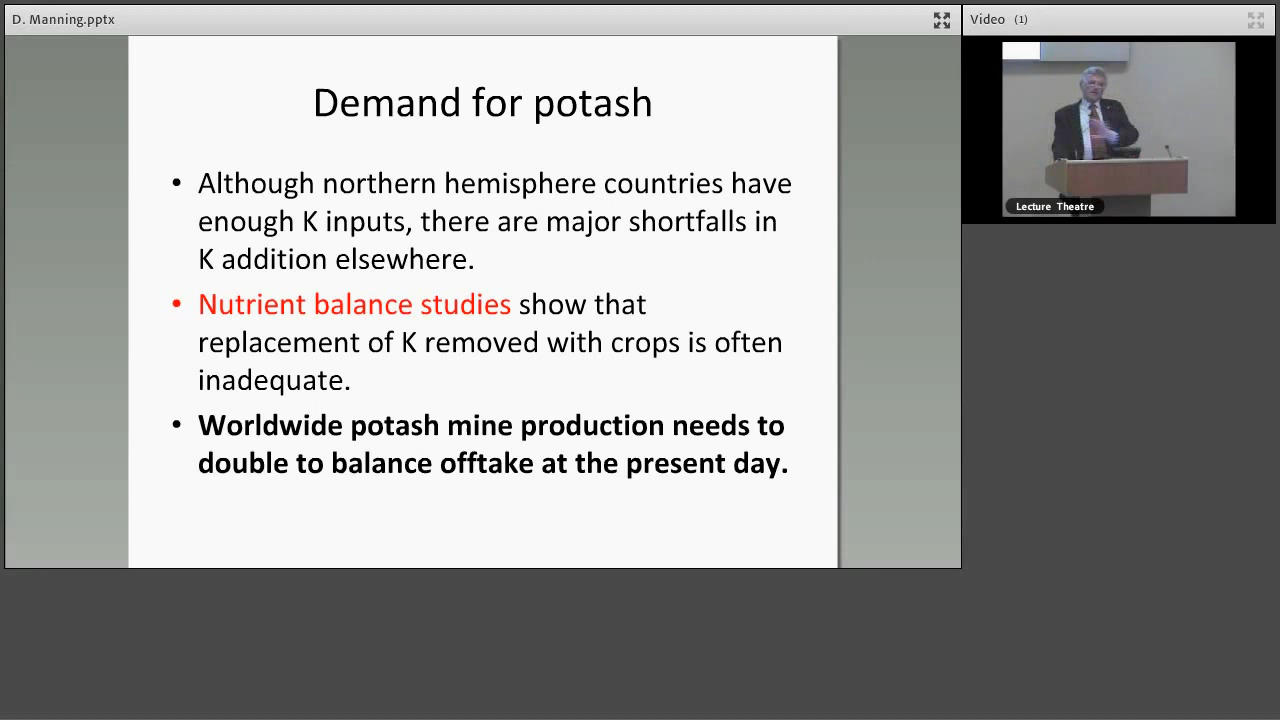 D. Manning.pptx
Video (1)
Demand for potash
• Although northern hemisphere countries have
enough K inputs, there are major shortfalls in
K addition elsewhere.
• Nutrient balance studies show that
replacement of K removed with crops is often
inadequate.
• Worldwide potash mine production needs to
double to balance offtake at the present day.
Lecture Theatre